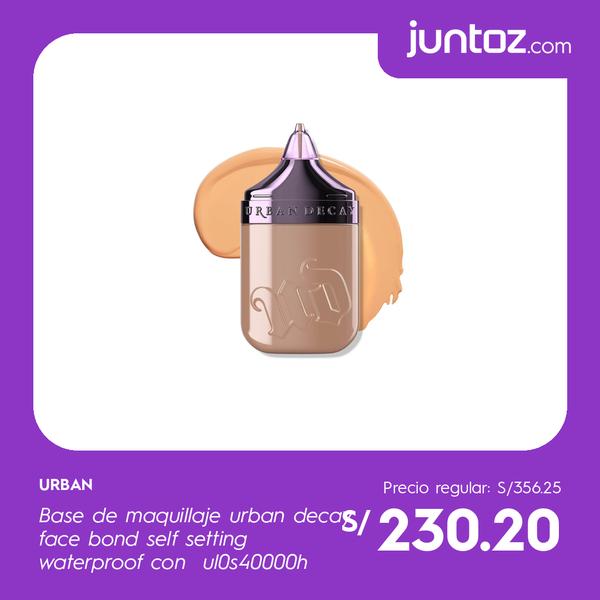 juntoz.com
URBAN DECAY
UD
URBAN
Precio regular: S/356.25
Base de maquillaje urban decay
face bond self setting
waterproof con ul0s40000h
S/ 230.20